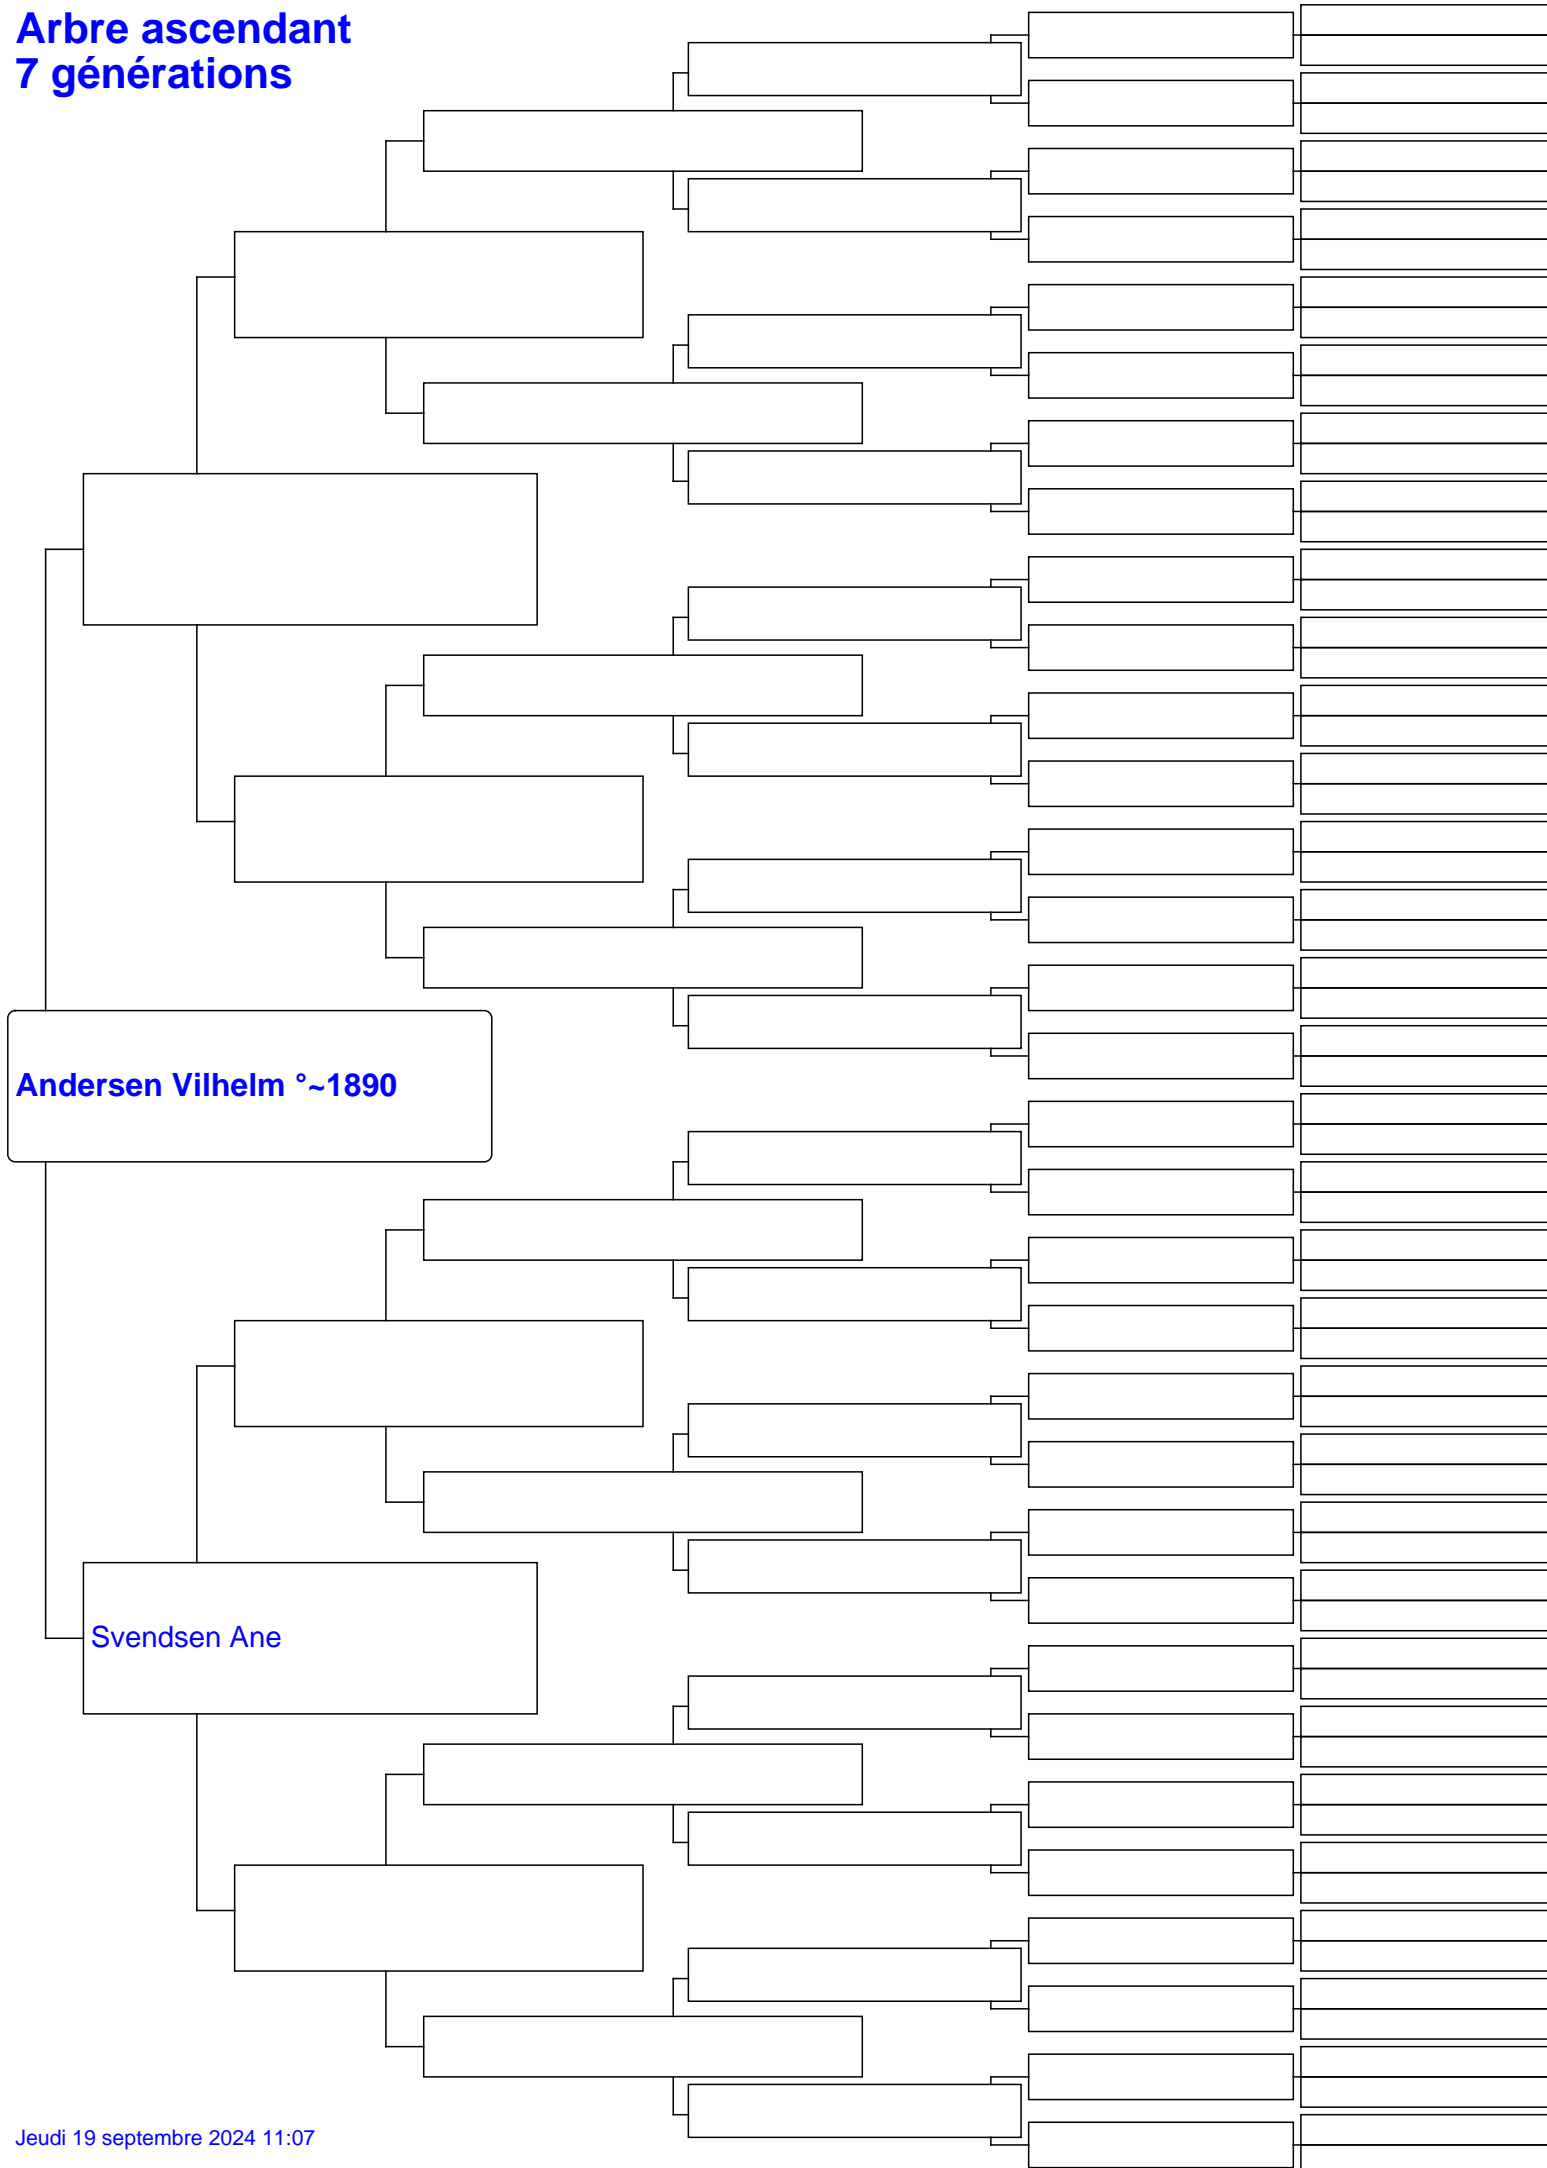 Arbre ascendant
7 générations
Andersen Vilhelm °~1890
Svendsen Ane
Jeudi 19 septembre 2024 11:07